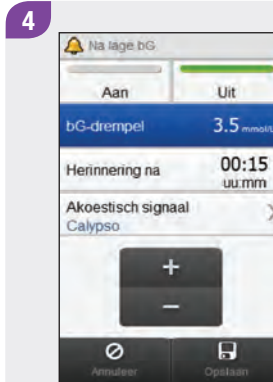 4
Na lage bG
Aan Uit
bG-drempel 3.5 mmol/L
Herinnering na 00:15
uu:mm
Akoestisch signaal
Calypso
+
−
Annuleer Opslaan